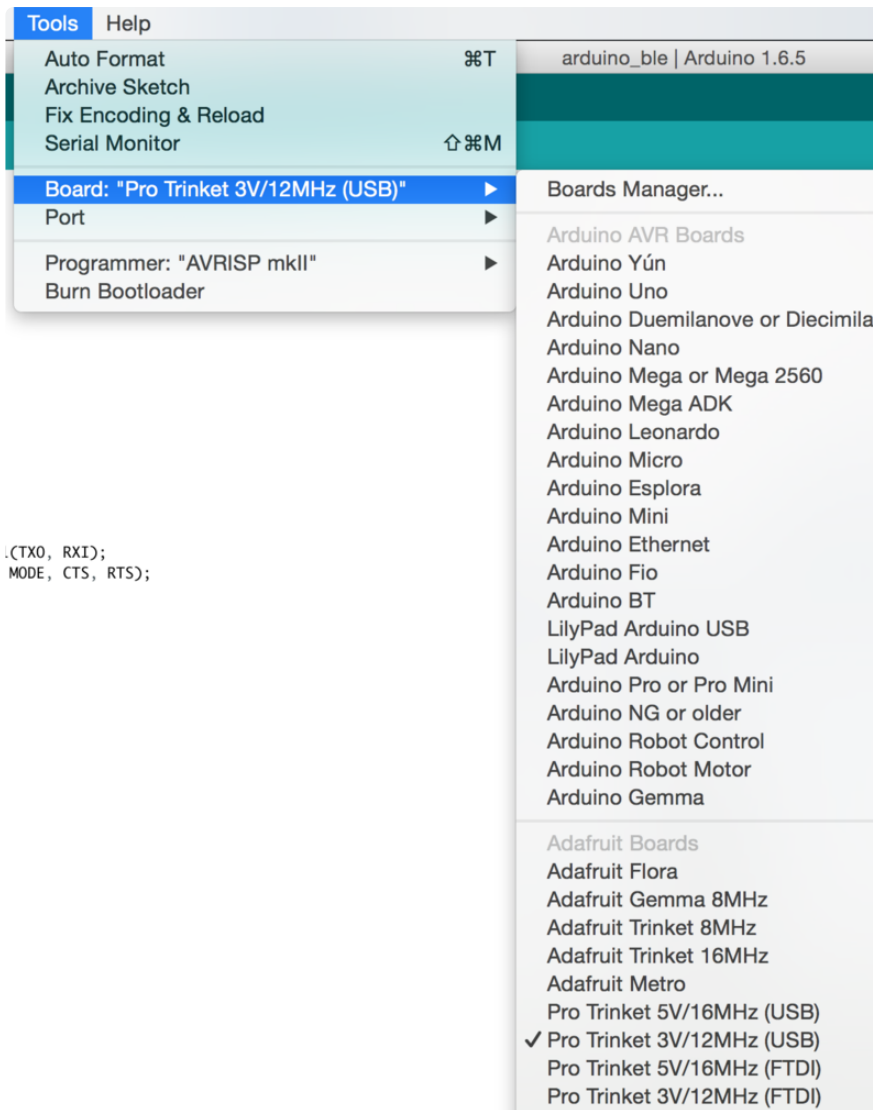 Tools Help
Auto Format ⌘T
Archive Sketch
Fix Encoding & Reload
Serial Monitor ⇧⌘M
Board: "Pro Trinket 3V/12MHz (USB)" ▶
Port ▶
Programmer: "AVRISP mkII" ▶
Burn Bootloader
arduino_ble | Arduino 1.6.5
(TXO, RXI);
MODE, CTS, RTS);
Boards Manager...
Arduino AVR Boards
Arduino Yún
Arduino Uno
Arduino Duemilanove or Diecimila
Arduino Nano
Arduino Mega or Mega 2560
Arduino Mega ADK
Arduino Leonardo
Arduino Micro
Arduino Esplora
Arduino Mini
Arduino Ethernet
Arduino Fio
Arduino BT
LilyPad Arduino USB
LilyPad Arduino
Arduino Pro or Pro Mini
Arduino NG or older
Arduino Robot Control
Arduino Robot Motor
Arduino Gemma
Adafruit Boards
Adafruit Flora
Adafruit Gemma 8MHz
Adafruit Trinket 8MHz
Adafruit Trinket 16MHz
Adafruit Metro
Pro Trinket 5V/16MHz (USB)
✓ Pro Trinket 3V/12MHz (USB)
Pro Trinket 5V/16MHz (FTDI)
Pro Trinket 3V/12MHz (FTDI)